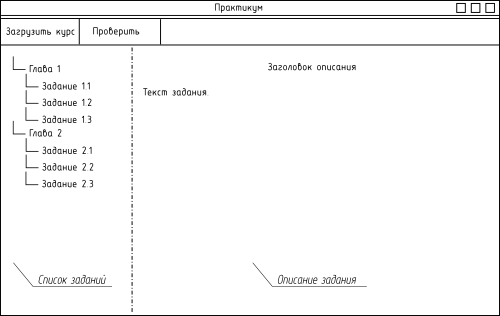 Практикум
Загрузить курс
Проверить
Глава 1
Задание 1.1
Задание 1.2
Задание 1.3
Глава 2
Задание 2.1
Задание 2.2
Задание 2.3
Заголовок описания
Текст задания.
Список заданий
Описание задания